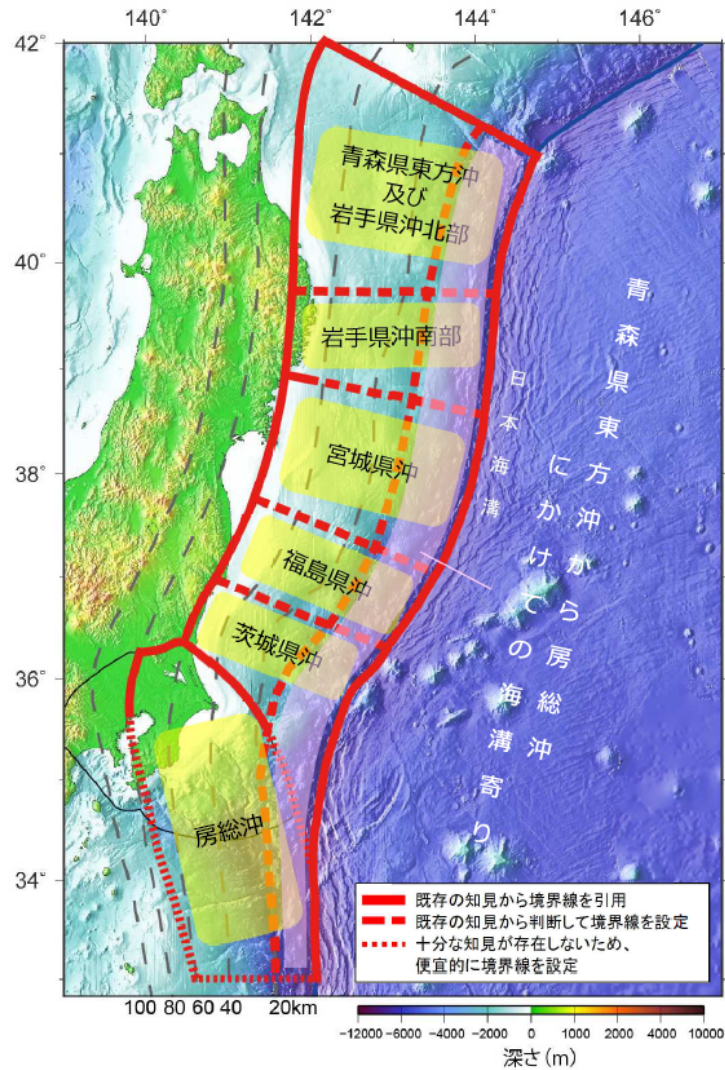 140° 142° 144° 146°
42°
40°
38°
36°
34°
青森県東方沖
及び
岩手県沖北部
岩手県沖南部
宮城県沖
福島県沖
茨城県沖
房総沖
日本海溝
青森県東方沖から房総沖
にかけての海溝寄り
既存の知見から境界線を引用
既存の知見から判断して境界線を設定
十分な知見が存在しないため、
便宜的に境界線を設定
100 80 60 40 20km
−12000 −6000 −4000 −2000 0 1000 2000 4000 10000
深さ(m)